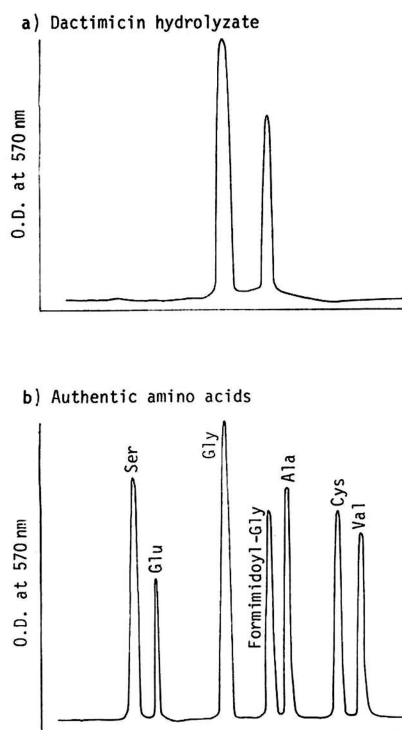 a) Dactimicin hydrolyzate
O.D. at 570 nm
b) Authentic amino acids
O.D. at 570 nm
Ser
Glu
Gly
Formimidoyl-Gly
Ala
Cys
Val